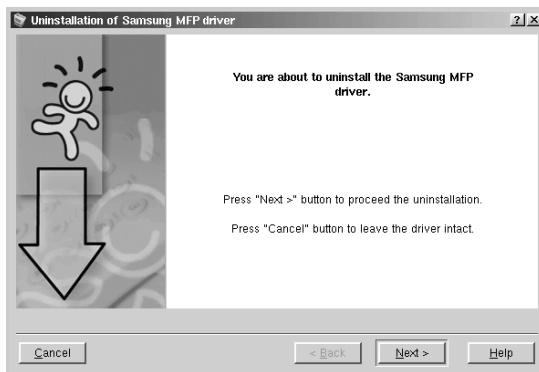 Uninstallation of Samsung MFP driver
You are about to uninstall the Samsung MFP
driver.
Press "Next >" button to proceed the uninstallation.
Press "Cancel" button to leave the driver intact.
Cancel
< Back
Next >
Help